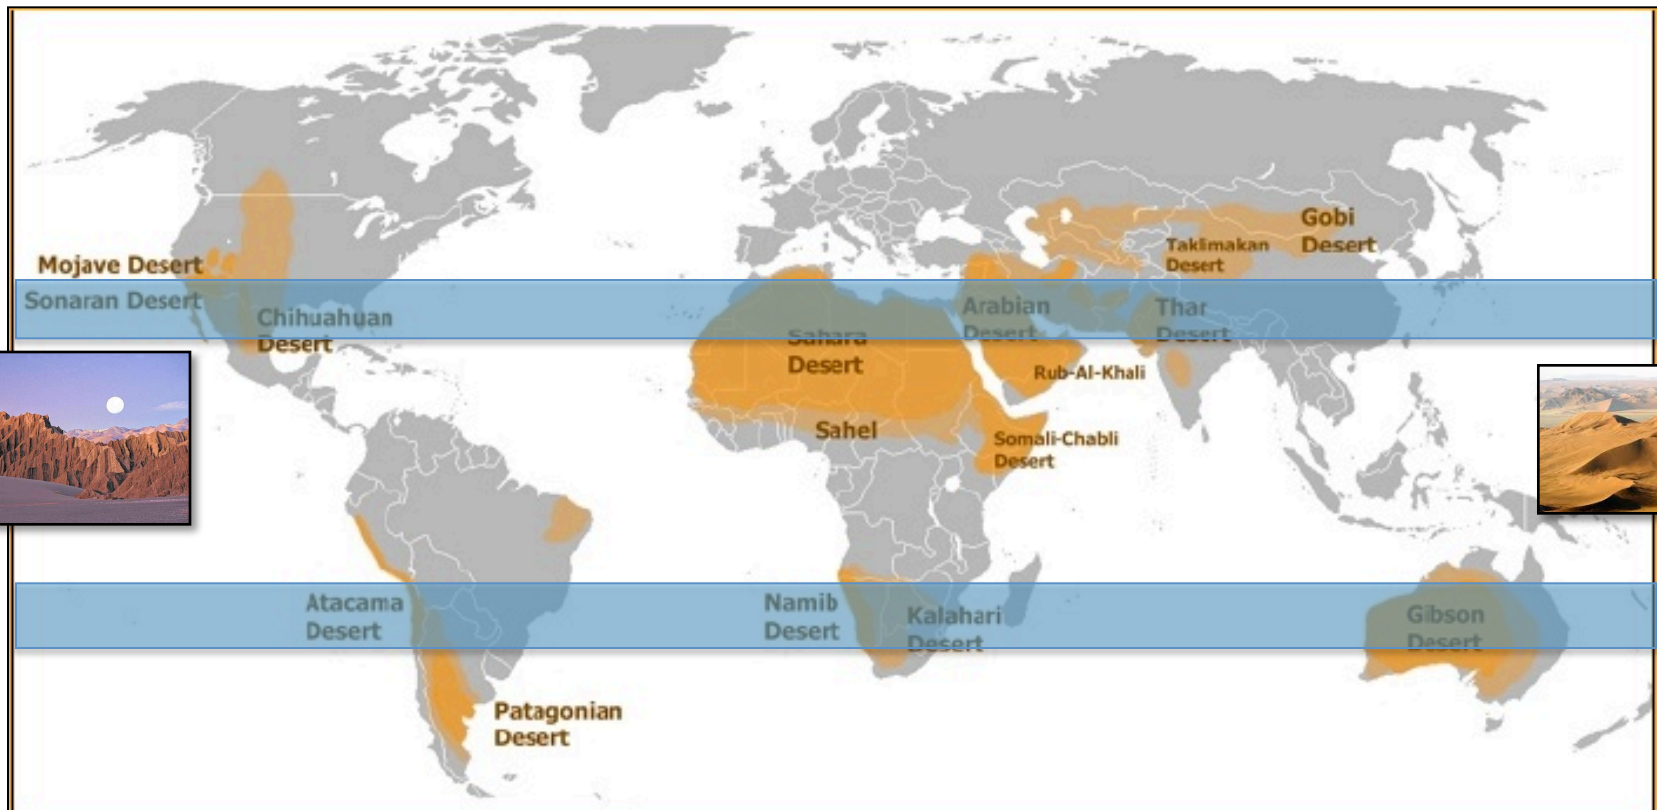 Gobi
Desert
Taklimakan
Desert
Mojave Desert
Sonaran Desert
Chihuahuan
Desert
Arabian
Desert
Thar
Desert
Sahara
Desert
Rub-Al-Khali
Sahel
Somali-Chabli
Desert
Atacama
Desert
Namib
Desert
Kalahari
Desert
Gibson
Desert
Patagonian
Desert